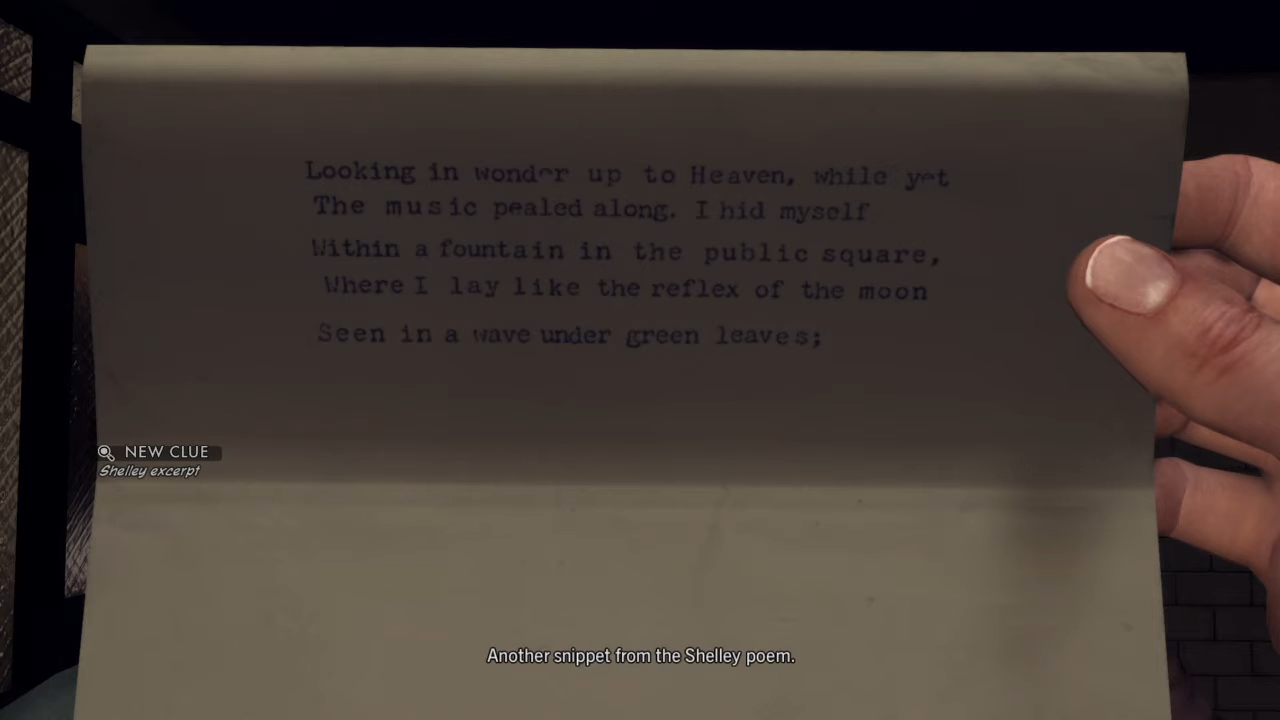 Looking in wonder up to Heaven, while yet
The music pealed along. I hid myself
Within a fountain in the public square,
Where I lay like the reflex of the moon
Seen in a wave under green leaves;
NEW CLUE
Shelley excerpt
Another snippet from the Shelley poem.